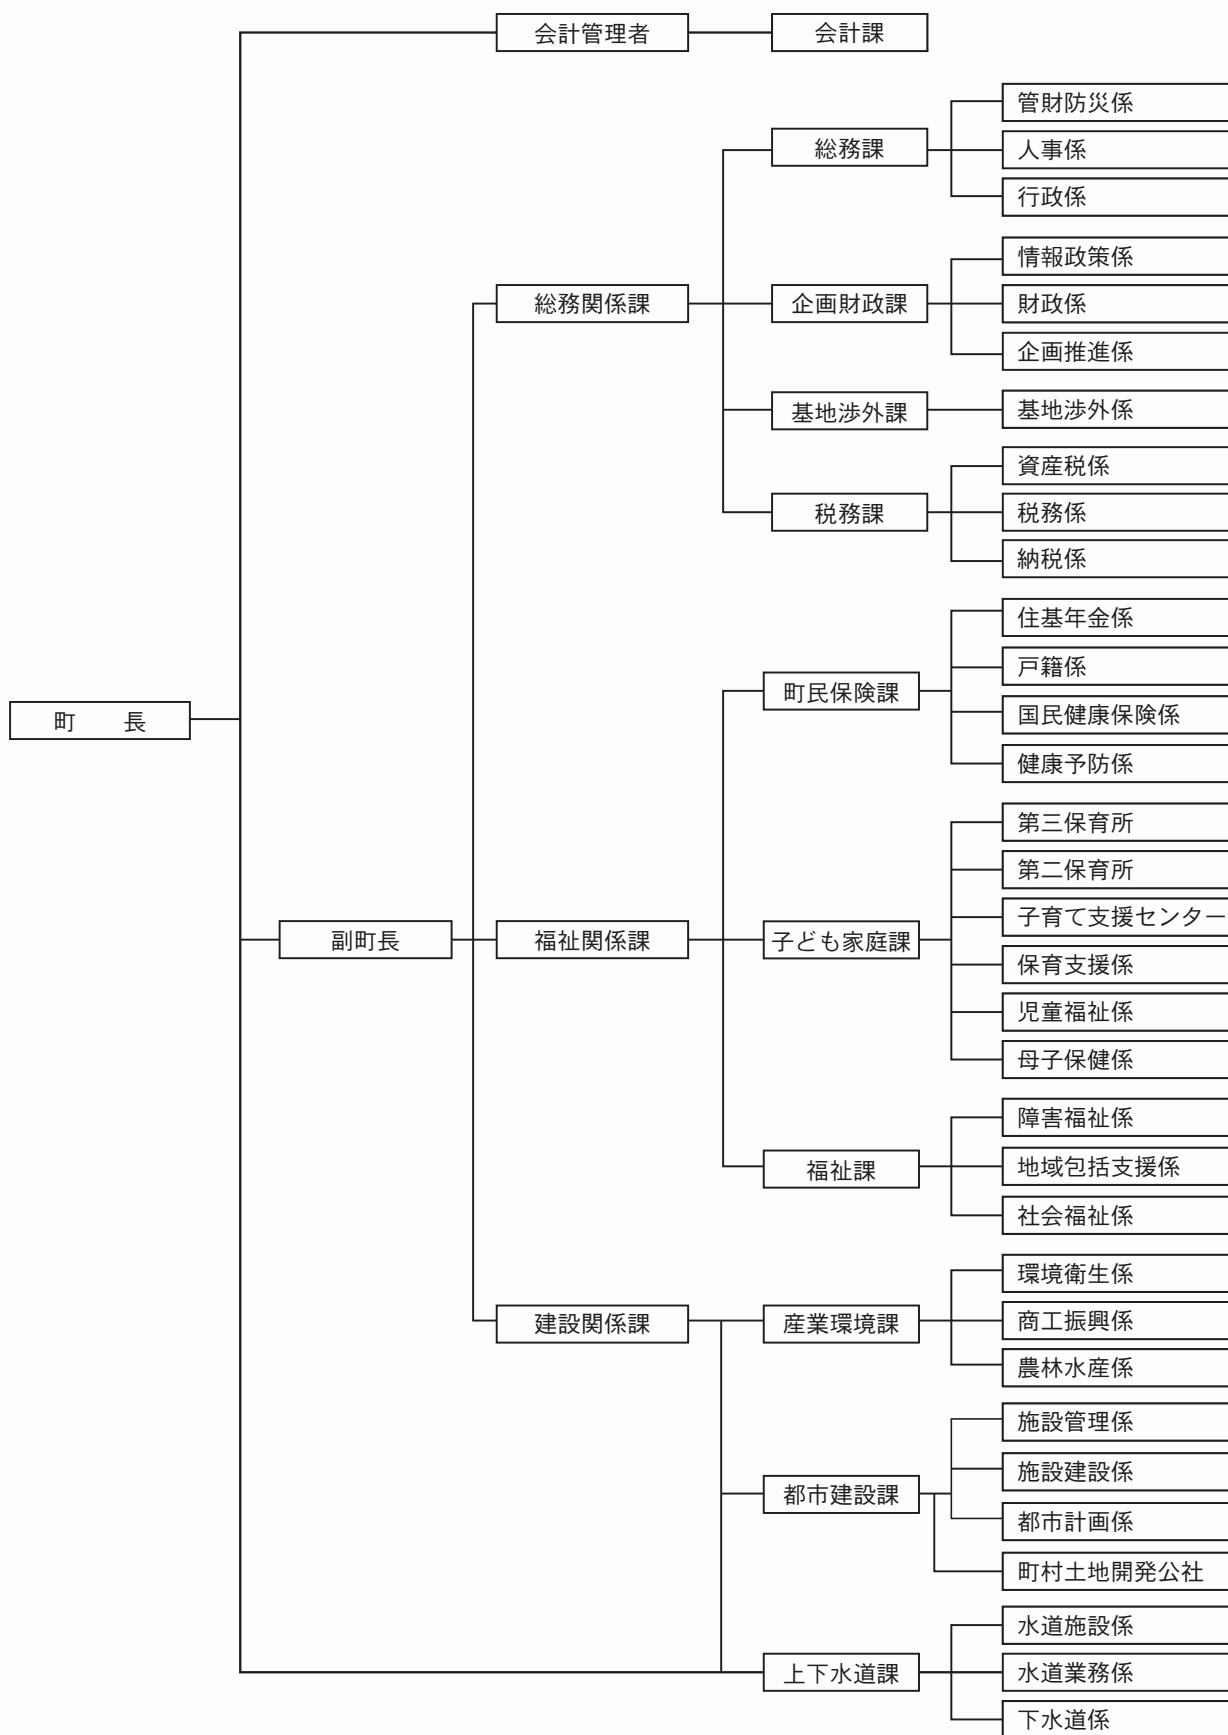 会計管理者
会計課
管財防災係
総務課
人事係
行政係
情報政策係
総務関係課
企画財政課
財政係
企画推進係
基地渉外課
基地渉外係
資産税係
税務課
税務係
納税係
住基年金係
戸籍係
町民保険課
国民健康保険係
町　　長
健康予防係
第三保育所
第二保育所
子育て支援センター
副町長
福祉関係課
子ども家庭課
保育支援係
児童福祉係
母子保健係
障害福祉係
福祉課
地域包括支援係
社会福祉係
環境衛生係
建設関係課
産業環境課
商工振興係
農林水産係
施設管理係
施設建設係
都市建設課
都市計画係
町村土地開発公社
水道施設係
上下水道課
水道業務係
下水道係